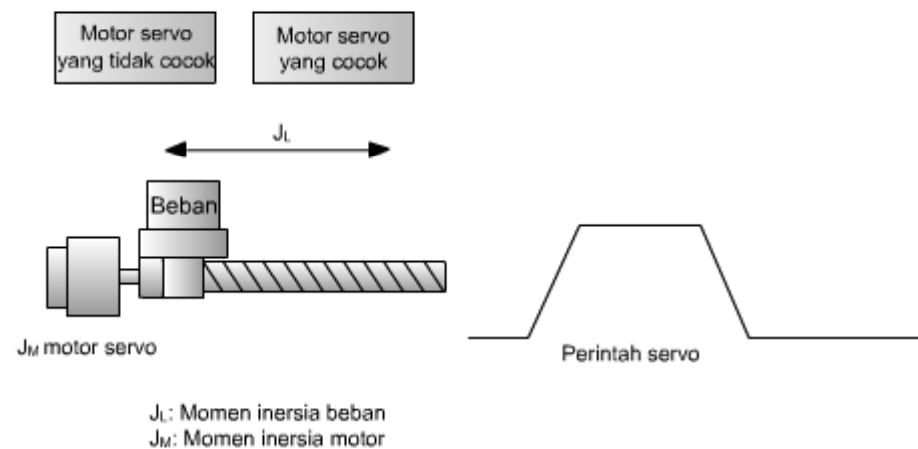 Motor servo
yang tidak cocok
Motor servo
yang cocok
JL
Beban
JM motor servo
Perintah servo
JL: Momen inersia beban
JM: Momen inersia motor